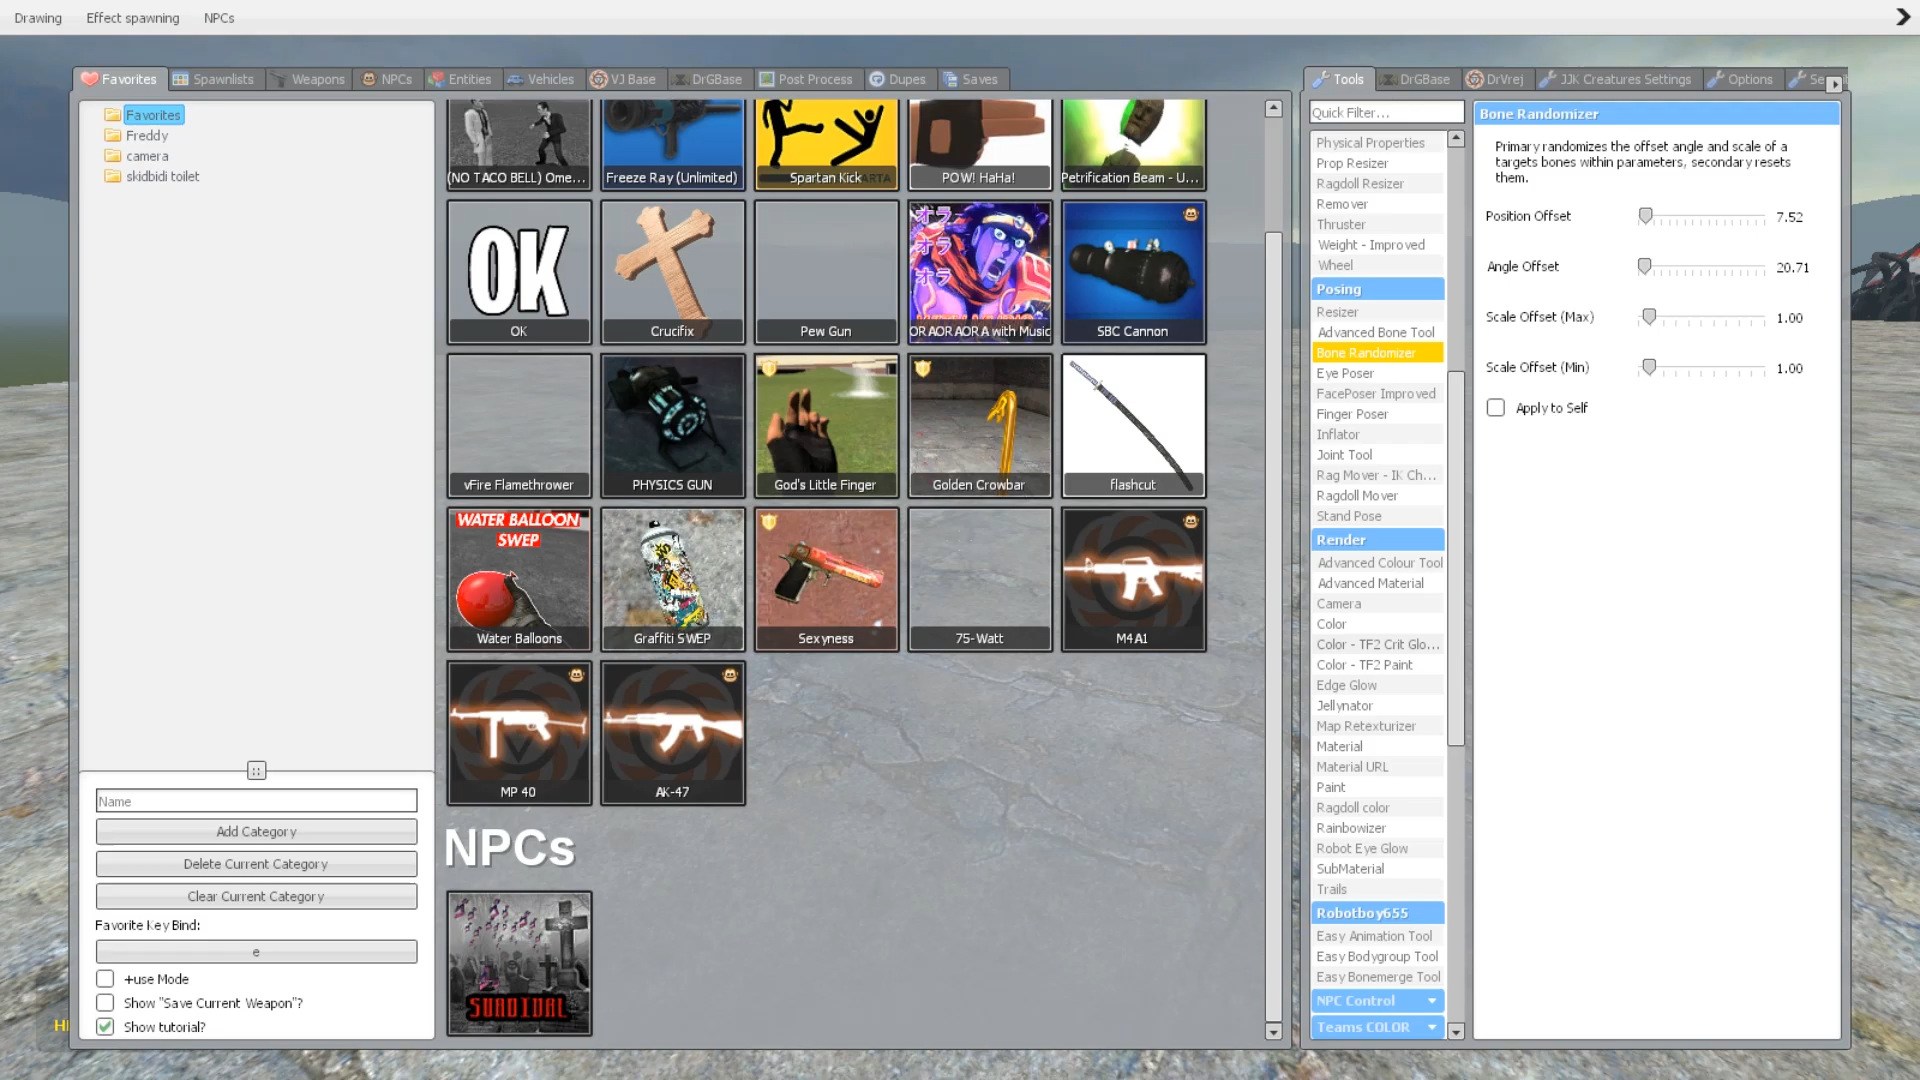 Drawing Effect spawning NPCs
Favorites Spawnlists Weapons NPCs Entities Vehicles VJ Base DrGBase Post Process Dupes Saves
Favorites
Freddy
camera
skidbidi toilet
Name
Add Category
Delete Current Category
Clear Current Category
Favorite Key Bind:
e
+use Mode
Show "Save Current Weapon"?
Show tutorial?
(NO TACO BELL) Ome...
Freeze Ray (Unlimited)
Spartan Kick
POW! HaHa!
Petrification Beam - U...
OK
OK
Crucifix
Pew Gun
オラ
オラ
オラ
ORAORAORA with Music
SBC Cannon
vFire Flamethrower
PHYSICS GUN
God's Little Finger
Golden Crowbar
flashcut
WATER BALLOON
SWEP
Water Balloons
Graffiti SWEP
Sexyness
75-Watt
M4A1
MP 40
AK-47
NPCs
Tools DrGBase DrVrej JJK Creatures Settings Options Se
Quick Filter...
Physical Properties
Prop Resizer
Ragdoll Resizer
Remover
Thruster
Weight - Improved
Wheel
Posing
Resizer
Advanced Bone Tool
Bone Randomizer
Eye Poser
FacePoser Improved
Finger Poser
Inflator
Joint Tool
Rag Mover - IK Ch...
Ragdoll Mover
Stand Pose
Render
Advanced Colour Tool
Advanced Material
Camera
Color
Color - TF2 Crit Glo...
Color - TF2 Paint
Edge Glow
Jellynator
Map Retexturizer
Material
Material URL
Paint
Ragdoll color
Rainbowizer
Robot Eye Glow
SubMaterial
Trails
Robotboy655
Easy Animation Tool
Easy Bodygroup Tool
Easy Bonemerge Tool
NPC Control
Teams COLOR
Bone Randomizer
Primary randomizes the offset angle and scale of a
targets bones within parameters, secondary resets
them.
Position Offset 7.52
Angle Offset 20.71
Scale Offset (Max) 1.00
Scale Offset (Min) 1.00
Apply to Self